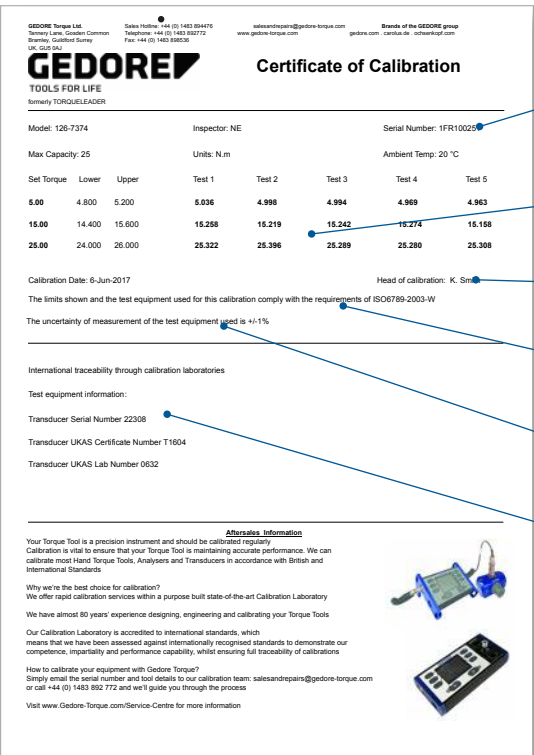 GEDORE Torque Ltd. Sales Hotline: +44 (0) 1483 894476 salesandrepairs@gedore-torque.com Brands of the GEDORE group
Tannery Lane, Gosden Common Telephone: +44 (0) 1483 892772 www.gedore-torque.com gedore.com . carolus.de . ochsenkopf.com
Bramley, Guildford Surrey Fax: +44 (0) 1483 898536
UK, GU5 0AJ
GEDORE
TOOLS FOR LIFE
formerly TORQUELEADER
Certificate of Calibration
Model: 126-7374 Inspector: NE Serial Number:
Max Capacity: 25 Units: N.m Ambient Temp: 20 °C
Set Torque Lower Upper Test 1 Test 2 Test 3 Test 4 Test 5
5.00 4.800 5.200 5.036 4.998 4.994 4.969 4.963
15.00 14.400 15.600 15.258 15.219 15.242 15.274 15.158
25.00 24.000 26.000 25.322 25.396 25.289 25.280 25.308
Calibration Date: 6-Jun-2017 Head of calibration: K.
The limits shown and the test equipment used for this calibration comply with the requirements of ISO6789-2003-W
The uncertainty of measurement of the test equipment used is +/-1%
International traceability through calibration laboratories
Test equipment information:
Transducer Serial Number 22308
Transducer UKAS Certificate Number T1604
Transducer UKAS Lab Number 0632
Aftersales Information
Your Torque Tool is a precision instrument and should be calibrated regularly
Calibration is vital to ensure that your Torque Tool is maintaining accurate performance. We can
calibrate most Hand Torque Tools, Analysers and Transducers in accordance with British and
International Standards
Why we're the best choice for calibration?
We offer rapid calibration services within a purpose built state-of-the-art Calibration Laboratory
We have almost 80 years' experience designing, engineering and calibrating your Torque Tools
Our Calibration Laboratory is accredited to international standards, which
means that we have been assessed against internationally recognised standards to demonstrate our
competence, impartiality and performance capability, whilst ensuring full traceability of calibrations
How to calibrate your equipment with Gedore Torque?
Simply email the serial number and tool details to our calibration team: salesandrepairs@gedore-torque.com
or call +44 (0) 1483 892 772 and we'll guide you through the process
Visit www.Gedore-Torque.com/Service-Centre for more information